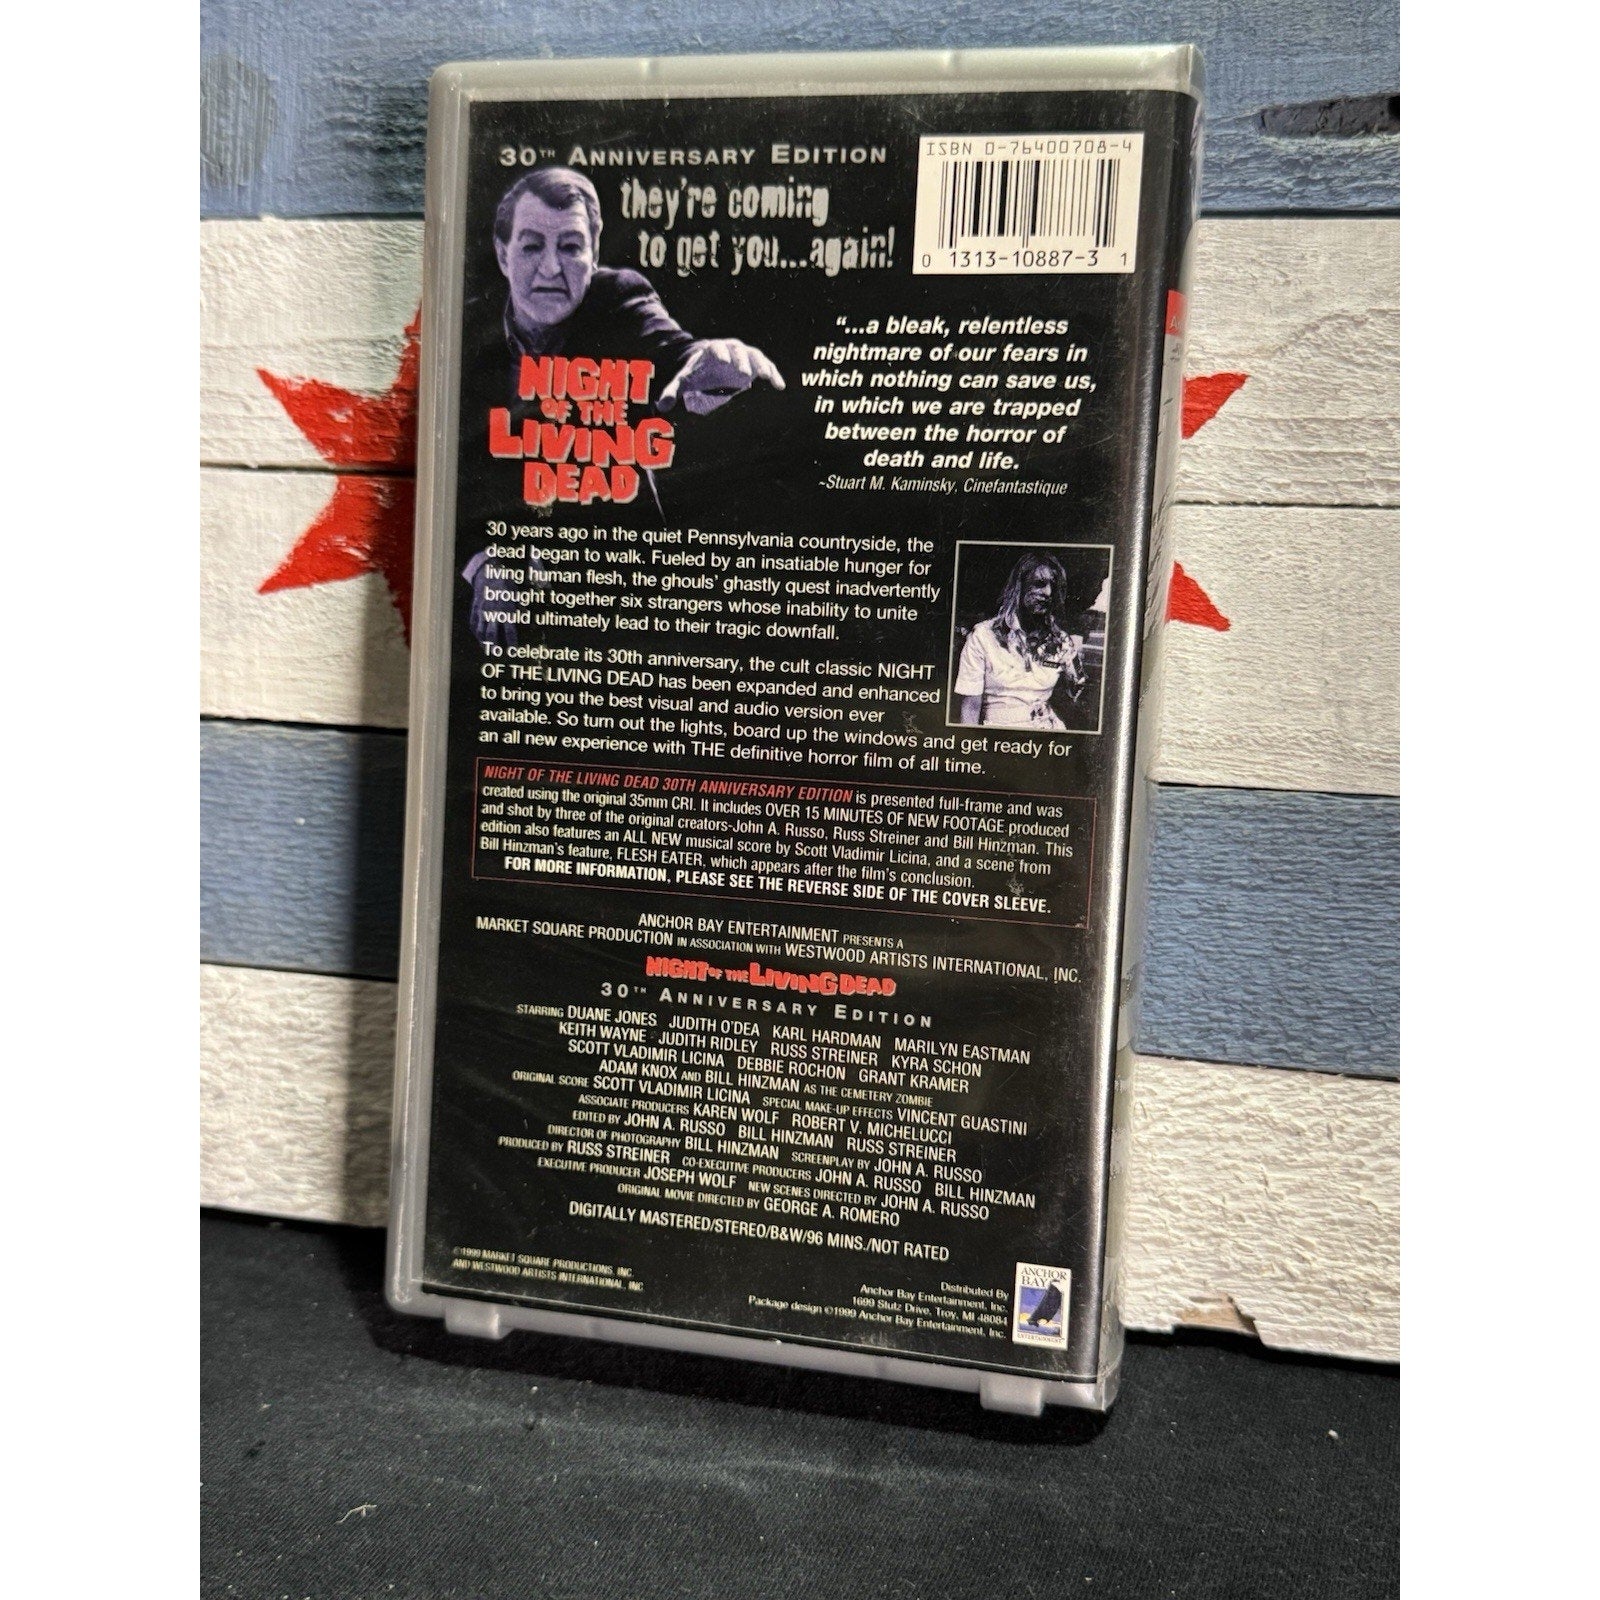 30TH ANNIVERSARY EDITION
they're coming
to get you...again!
ISBN 0-76400708-4
0 1313-10887-3 1
NIGHT
OF THE
LIVING
DEAD
"...a bleak, relentless
nightmare of our fears in
which nothing can save us,
in which we are trapped
between the horror of
death and life.
~Stuart M. Kaminsky, Cinefantastique
30 years ago in the quiet Pennsylvania countryside, the
dead began to walk. Fueled by an insatiable hunger for
living human flesh, the ghouls' ghastly quest inadvertently
brought together six strangers whose inability to unite
would ultimately lead to their tragic downfall.
To celebrate its 30th anniversary, the cult classic NIGHT
OF THE LIVING DEAD has been expanded and enhanced
to bring you the best visual and audio version ever
available. So turn out the lights, board up the windows and get ready for
an all new experience with THE definitive horror film of all time.
NIGHT OF THE LIVING DEAD 30TH ANNIVERSARY EDITION is presented full-frame and was
created using the original 35mm CRI. It includes OVER 15 MINUTES OF NEW FOOTAGE produced
and shot by three of the original creators-John A. Russo, Russ Streiner and Bill Hinzman. This
edition also features an ALL NEW musical score by Scott Vladimir Licina, and a scene from
Bill Hinzman's feature, FLESH EATER, which appears after the film's conclusion.
FOR MORE INFORMATION, PLEASE SEE THE REVERSE SIDE OF THE COVER SLEEVE.
ANCHOR BAY ENTERTAINMENT PRESENTS A
MARKET SQUARE PRODUCTION IN ASSOCIATION WITH WESTWOOD ARTISTS INTERNATIONAL, INC.
NIGHT OF THE LIVING DEAD
30TH ANNIVERSARY EDITION
STARRING DUANE JONES JUDITH O'DEA KARL HARDMAN MARILYN EASTMAN
KEITH WAYNE JUDITH RIDLEY RUSS STREINER KYRA SCHON
SCOTT VLADIMIR LICINA DEBBIE ROCHON GRANT KRAMER
ADAM KNOX AND BILL HINZMAN AS THE CEMETERY ZOMBIE
ORIGINAL SCORE SCOTT VLADIMIR LICINA SPECIAL MAKE-UP EFFECTS VINCENT GUASTINI
ASSOCIATE PRODUCERS KAREN WOLF ROBERT V. MICHELUCCI
EDITED BY JOHN A. RUSSO BILL HINZMAN RUSS STREINER
DIRECTOR OF PHOTOGRAPHY BILL HINZMAN SCREENPLAY BY JOHN A. RUSSO
PRODUCED BY RUSS STREINER CO-EXECUTIVE PRODUCERS JOHN A. RUSSO BILL HINZMAN
EXECUTIVE PRODUCER JOSEPH WOLF NEW SCENES DIRECTED BY JOHN A. RUSSO
ORIGINAL MOVIE DIRECTED BY GEORGE A. ROMERO
DIGITALLY MASTERED/STEREO/B&W/96 MINS./NOT RATED
©1999 MARKET SQUARE PRODUCTIONS, INC.
AND WESTWOOD ARTISTS INTERNATIONAL, INC
Distributed By
Anchor Bay Entertainment, Inc.
1699 Stutz Drive, Troy, MI 48084
Package design ©1999 Anchor Bay Entertainment, Inc.
ANCHOR
BAY
ENTERTAINMENT